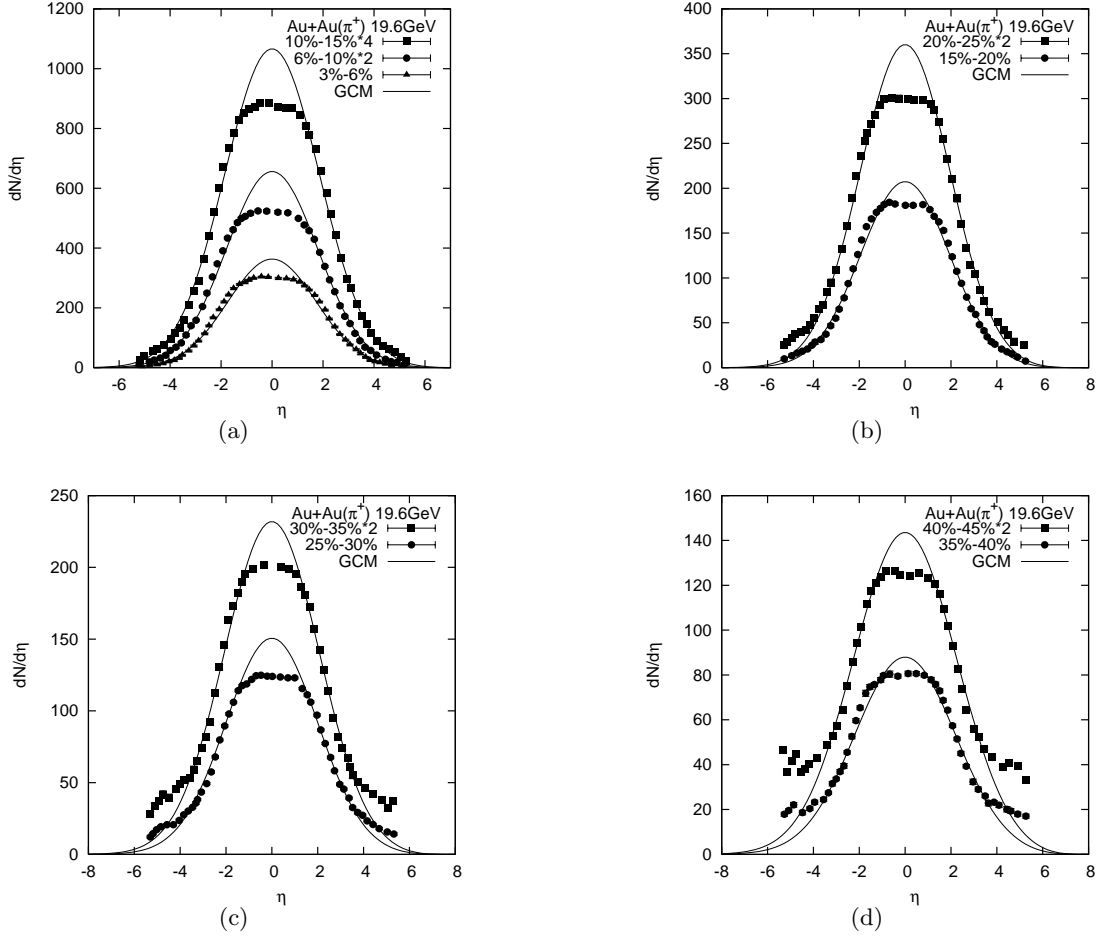 Au+Au(π+) 19.6GeV
10%-15%*4
6%-10%*2
3%-6%
GCM
1200
1000
800
600
400
200
0
dN/dη
-6 -4 -2 0 2 4 6
η
(a)
Au+Au(π+) 19.6GeV
20%-25%*2
15%-20%
GCM
400
350
300
250
200
150
100
50
0
dN/dη
-8 -6 -4 -2 0 2 4 6 8
η
(b)
Au+Au(π+) 19.6GeV
30%-35%*2
25%-30%
GCM
250
200
150
100
50
0
dN/dη
-8 -6 -4 -2 0 2 4 6 8
η
(c)
Au+Au(π+) 19.6GeV
40%-45%*2
35%-40%
GCM
160
140
120
100
80
60
40
20
0
dN/dη
-8 -6 -4 -2 0 2 4 6 8
η
(d)